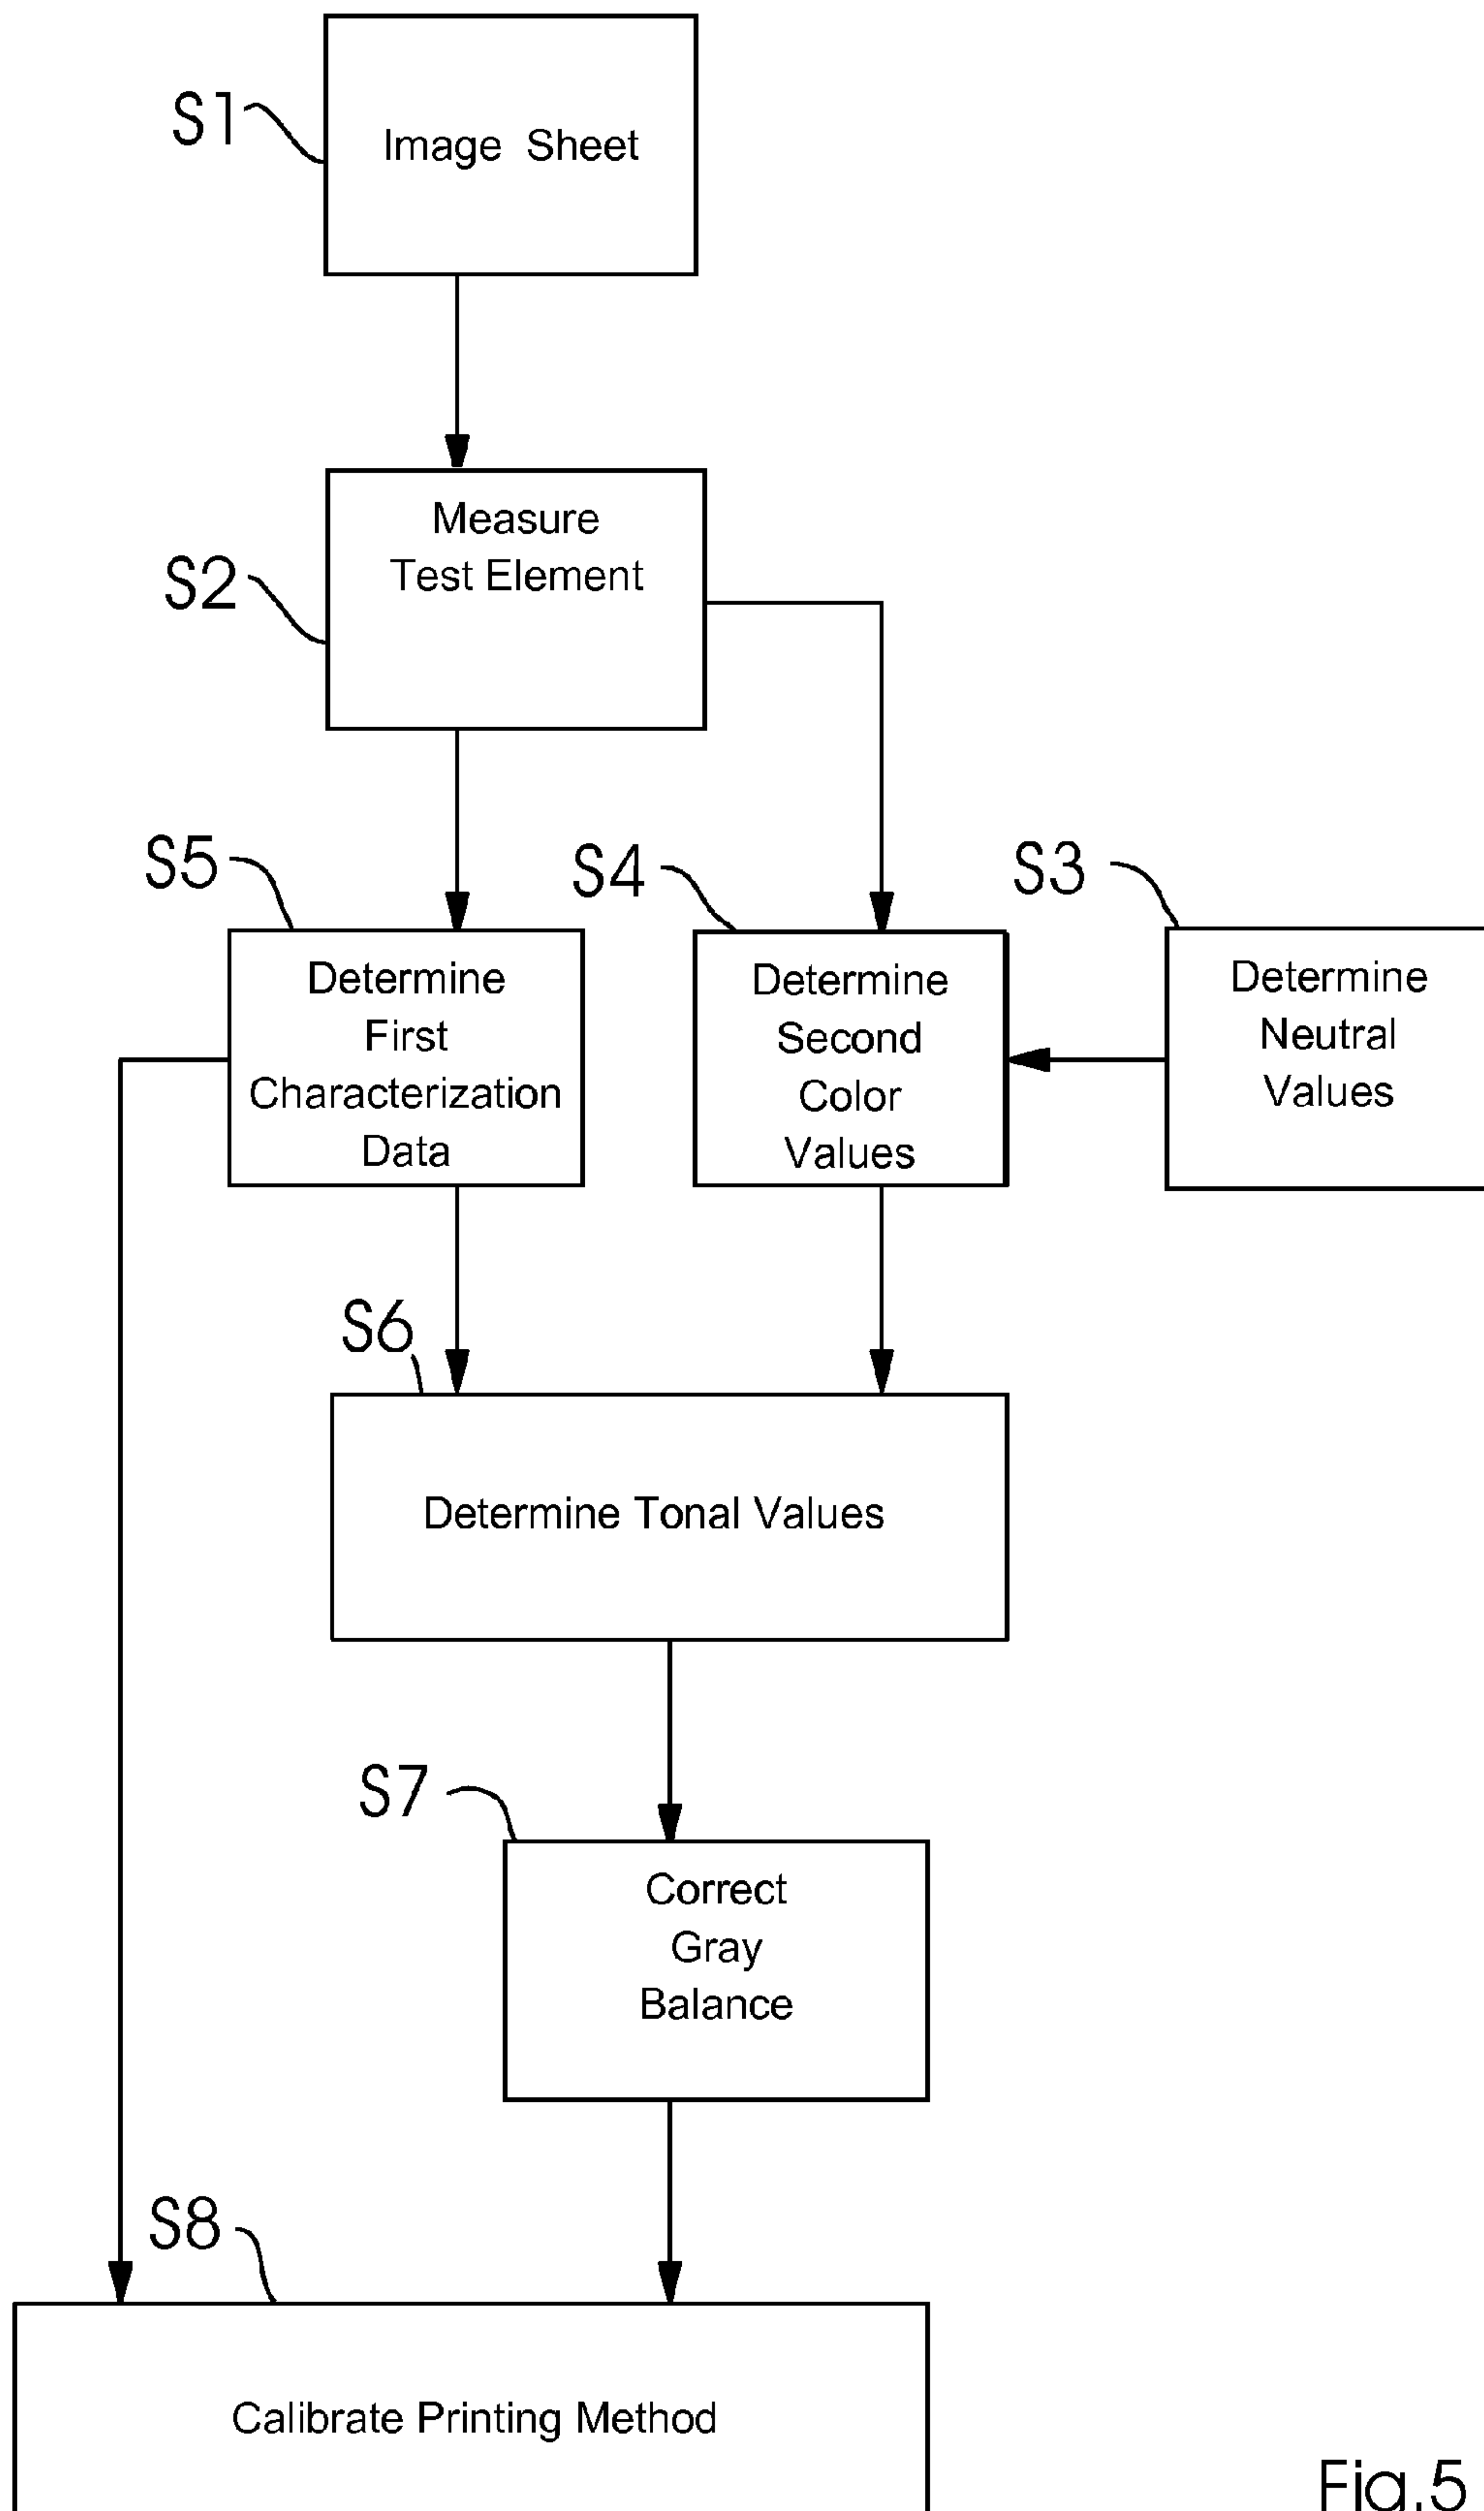 S1
Image Sheet
S2
Measure
Test Element
S5
Determine
First
Characterization
Data
S4
Determine
Second
Color
Values
S3
Determine
Neutral
Values
S6
Determine Tonal Values
S7
Correct
Gray
Balance
S8
Calibrate Printing Method
Fig.5